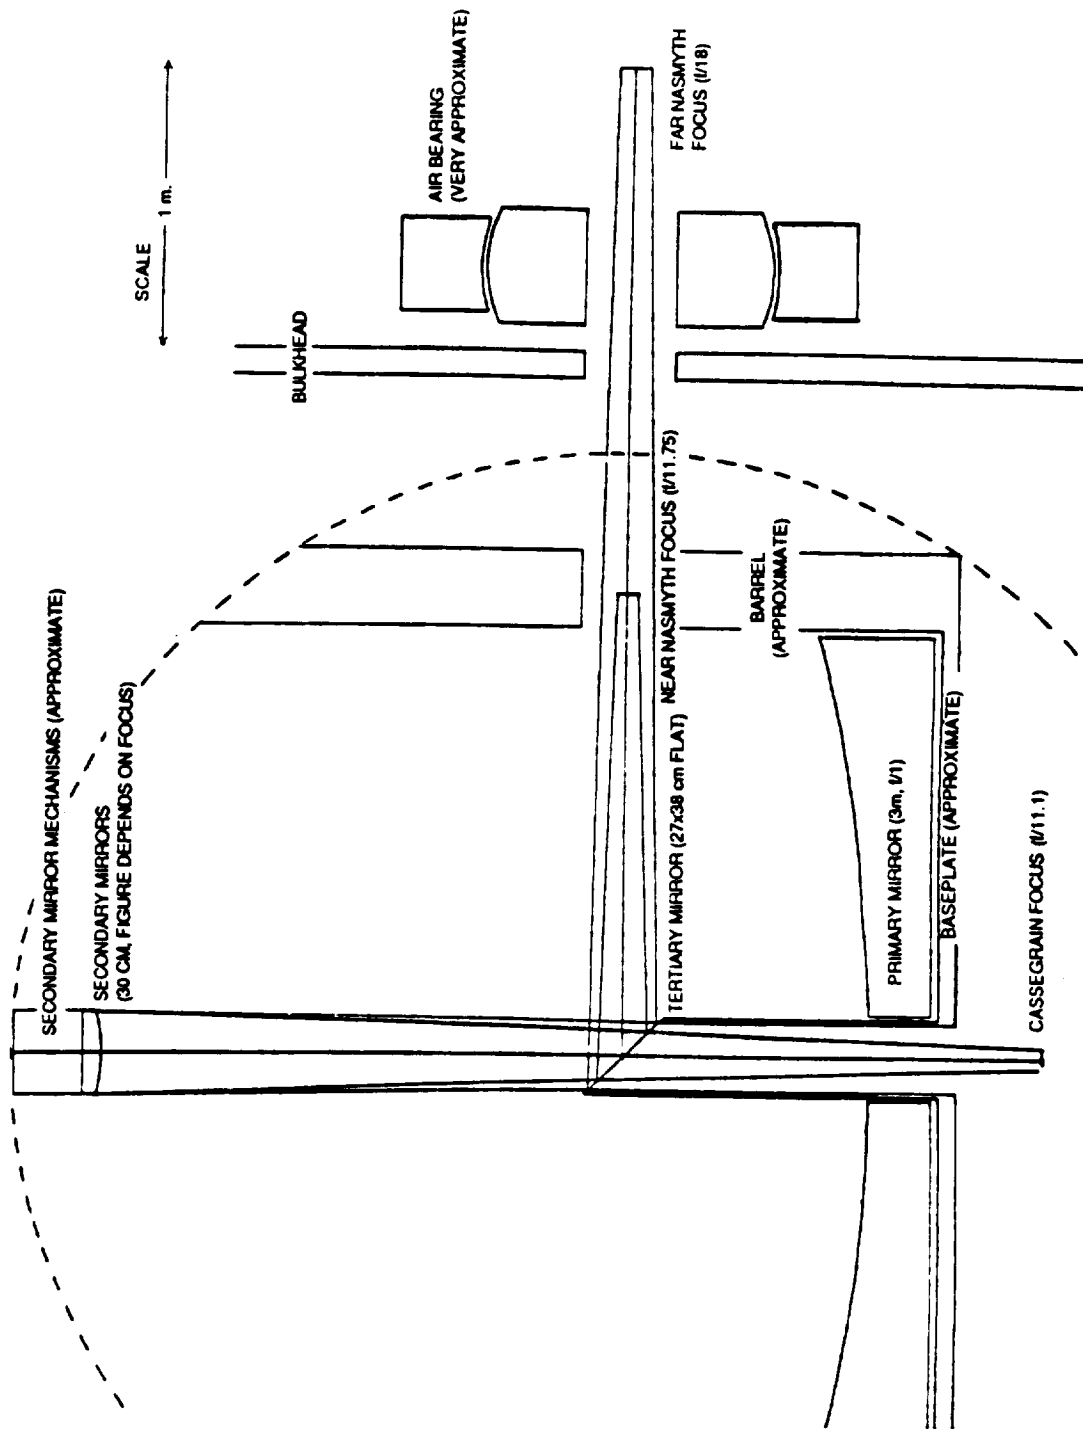 SCALE
1 m.
AIR BEARING
(VERY APPROXIMATE)
BULKHEAD
FAR NASMYTH
FOCUS (f/18)
SECONDARY MIRROR MECHANISMS (APPROXIMATE)
SECONDARY MIRRORS
(30 CM, FIGURE DEPENDS ON FOCUS)
NEAR NASMYTH FOCUS (f/11.75)
TERTIARY MIRROR (27x38 cm FLAT)
BARREL
(APPROXIMATE)
PRIMARY MIRROR (3m, f/1)
BASEPLATE (APPROXIMATE)
CASSEGRAIN FOCUS (f/11.1)